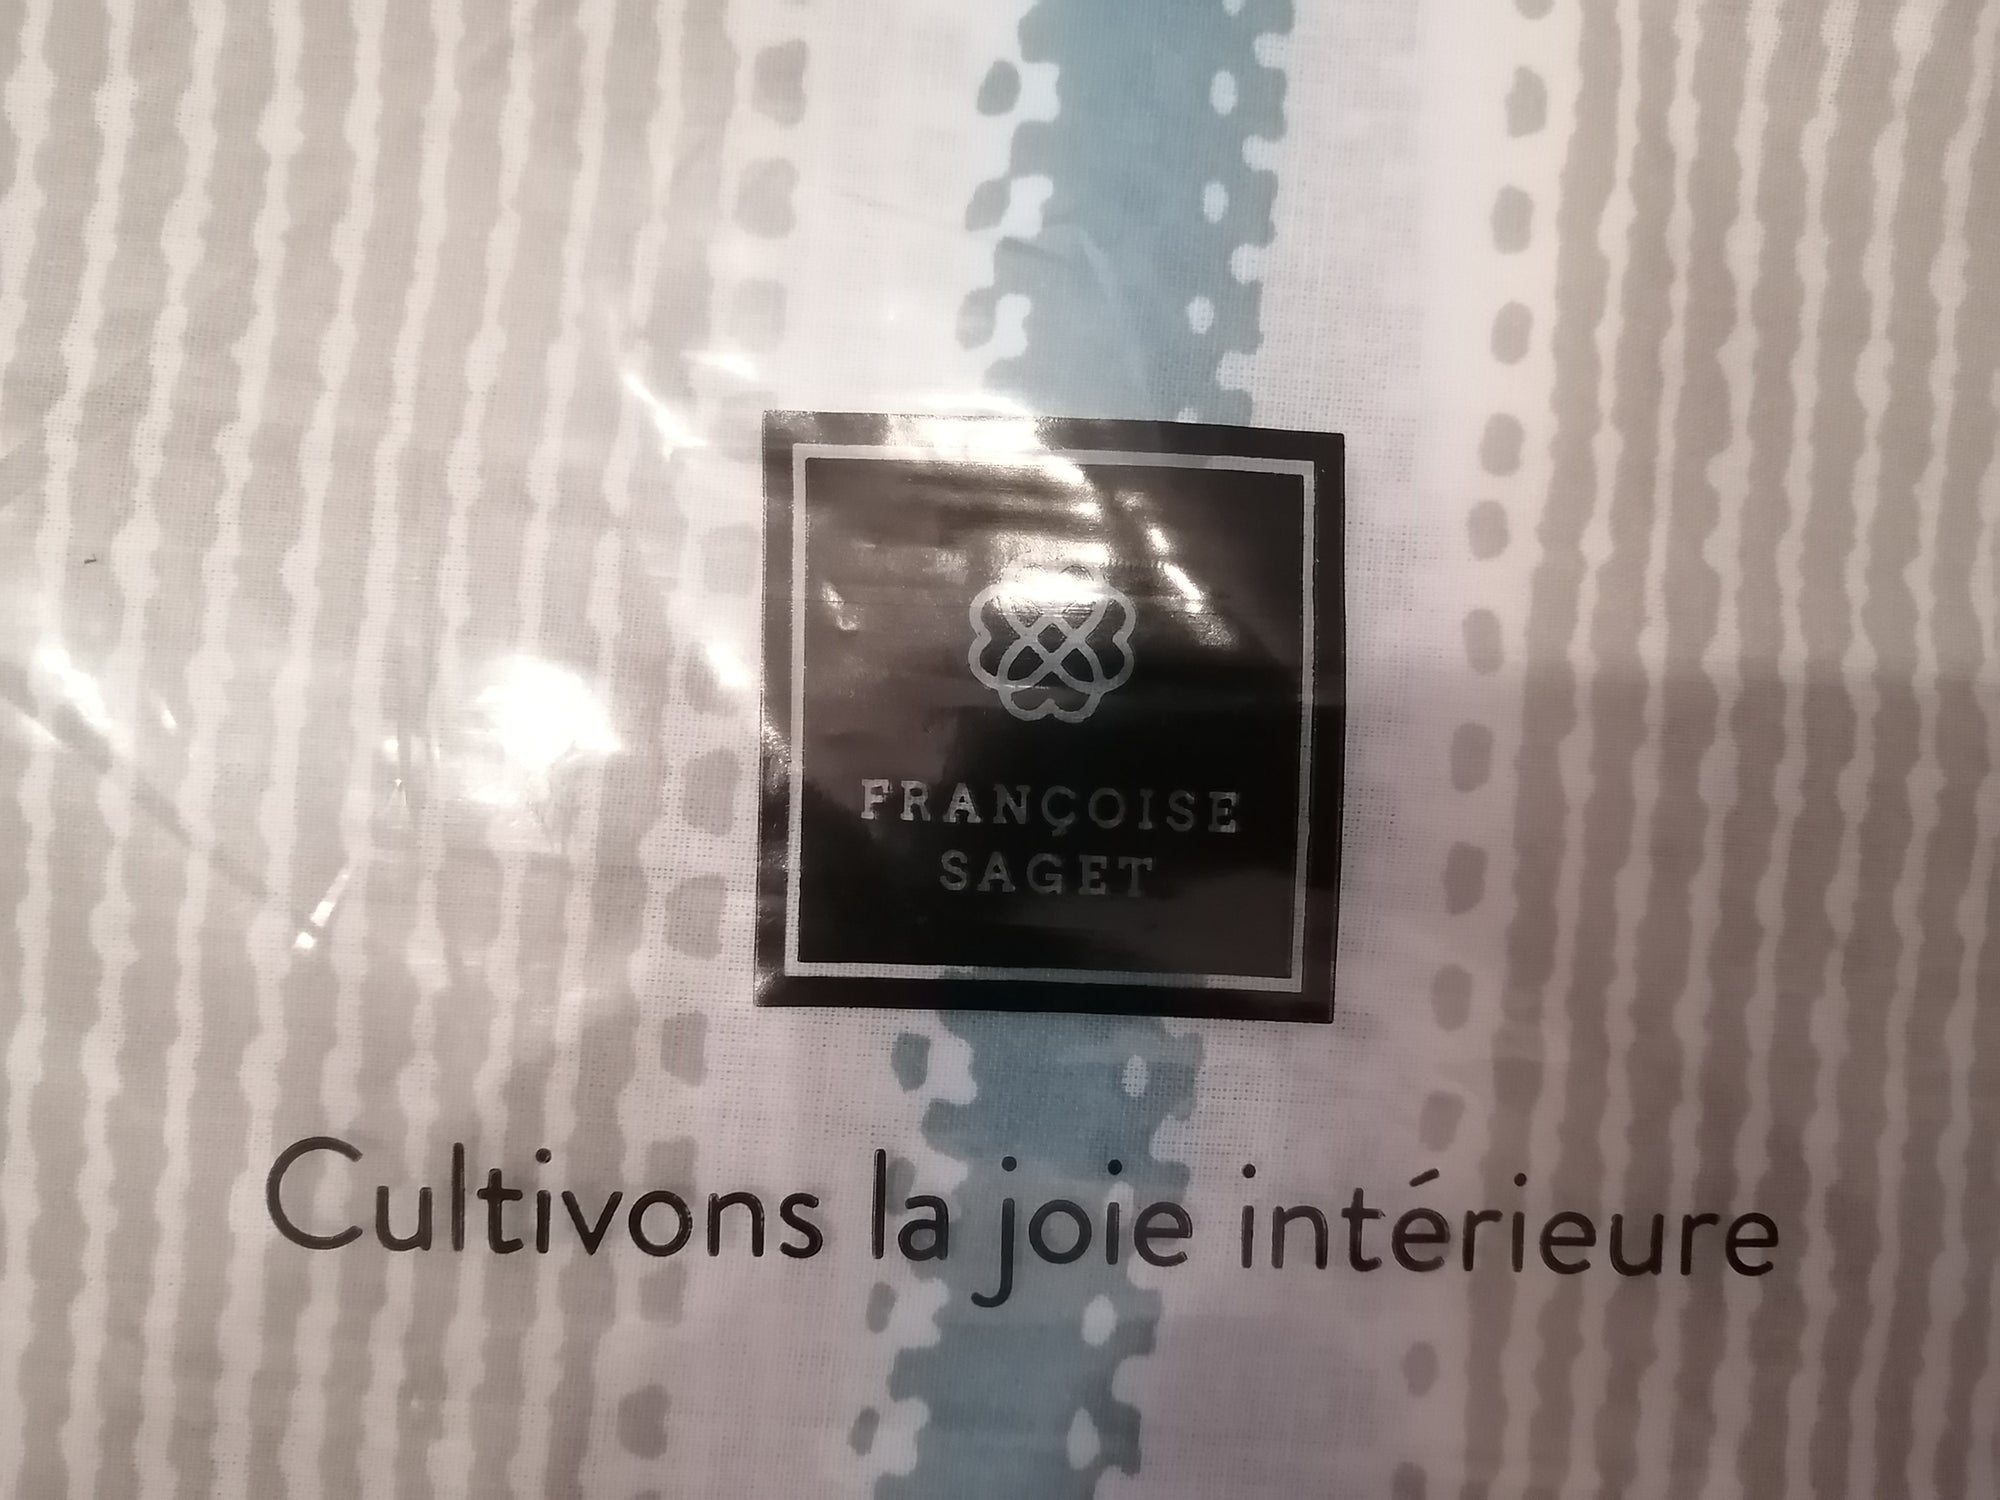 FRANÇOISE
SAGET
Cultivons la joie intérieure